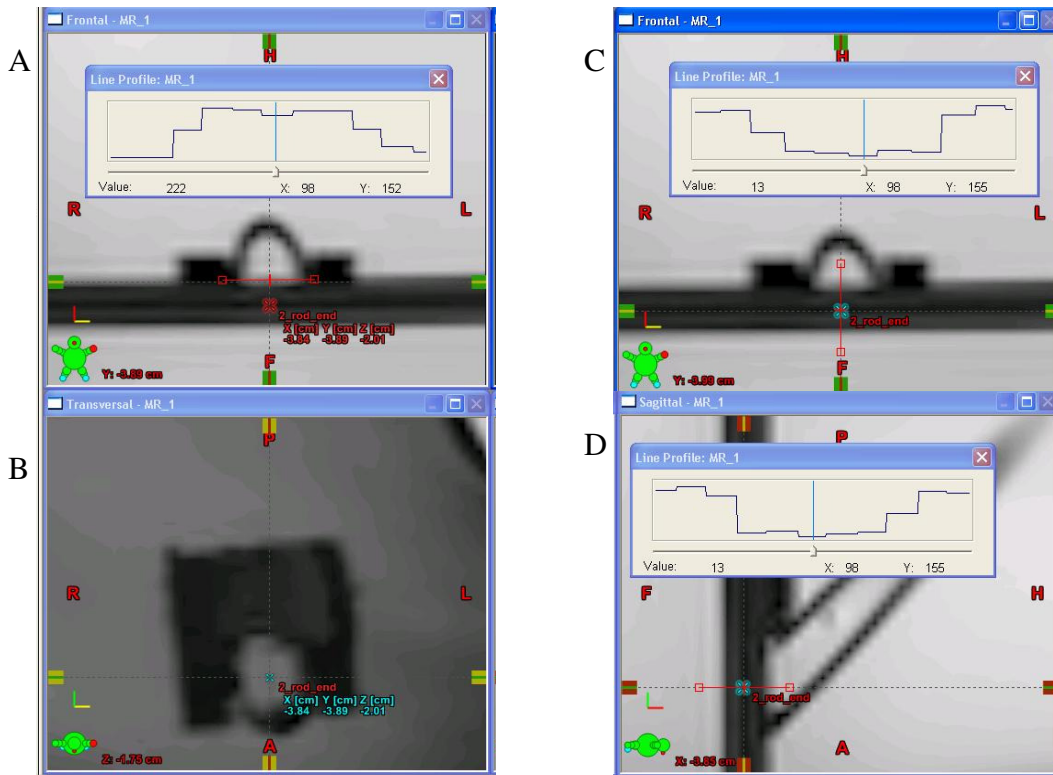 A
Frontal - MR_1
H
Line Profile: MR_1
Value: 222 X: 98 Y: 152
R
L
2_rod_end
X [cm] Y [cm] Z [cm]
-3.84 -3.89 -2.01
F
Y: -3.89 cm
B
Transversal - MR_1
P
R
L
2_rod_end
X [cm] Y [cm] Z [cm]
-3.84 -3.89 -2.01
A
Z: -1.75 cm
C
Frontal - MR_1
H
Line Profile: MR_1
Value: 13 X: 98 Y: 155
R
L
2_rod_end
F
Y: -3.89 cm
D
Sagittal - MR_1
P
Line Profile: MR_1
Value: 13 X: 98 Y: 155
F
H
2_rod_end
A
X: -3.85 cm